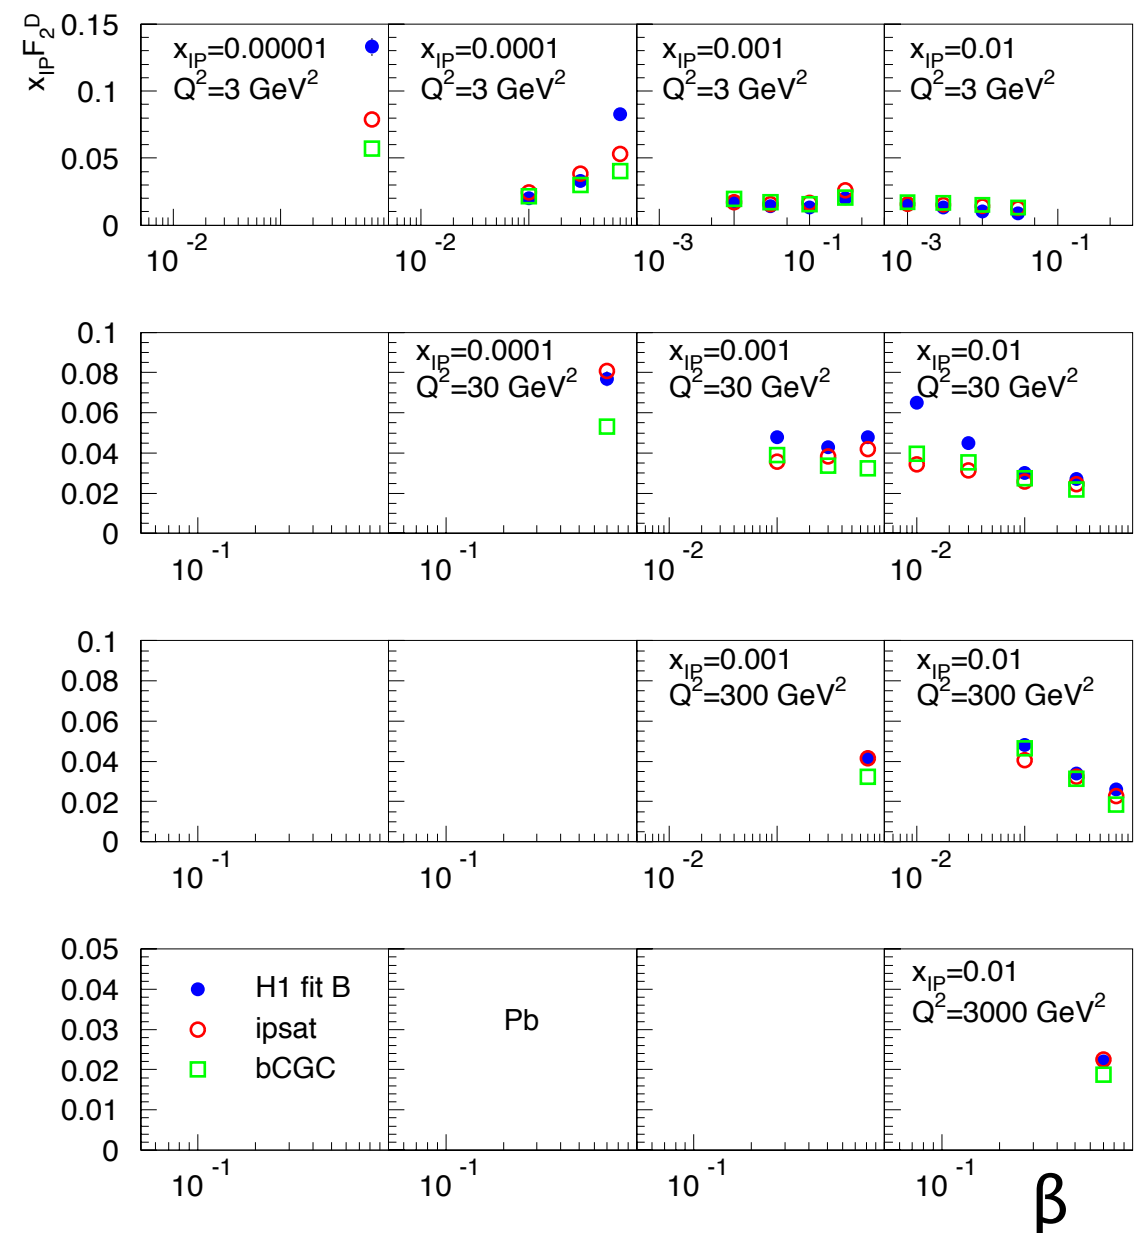 x_IP F_2^D
0.15
0.1
0.05
0
x_IP=0.00001
Q^2=3 GeV^2
x_IP=0.0001
Q^2=3 GeV^2
x_IP=0.001
Q^2=3 GeV^2
x_IP=0.01
Q^2=3 GeV^2
10^-2
10^-2
10^-3
10^-1
10^-3
10^-1
0.1
0.08
0.06
0.04
0.02
0
x_IP=0.0001
Q^2=30 GeV^2
x_IP=0.001
Q^2=30 GeV^2
x_IP=0.01
Q^2=30 GeV^2
10^-1
10^-1
10^-2
10^-2
0.1
0.08
0.06
0.04
0.02
0
x_IP=0.001
Q^2=300 GeV^2
x_IP=0.01
Q^2=300 GeV^2
10^-1
10^-1
10^-2
10^-2
0.05
0.04
0.03
0.02
0.01
0
H1 fit B
ipsat
bCGC
Pb
x_IP=0.01
Q^2=3000 GeV^2
10^-1
10^-1
10^-1
10^-1
β